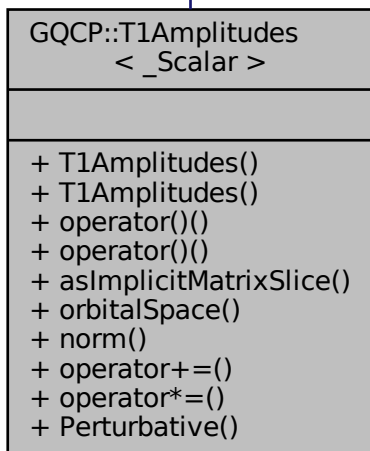 GQCP::T1Amplitudes
< _Scalar >
+ T1Amplitudes()
+ T1Amplitudes()
+ operator()()
+ operator()()
+ asImplicitMatrixSlice()
+ orbitalSpace()
+ norm()
+ operator+=()
+ operator*=()
+ Perturbative()